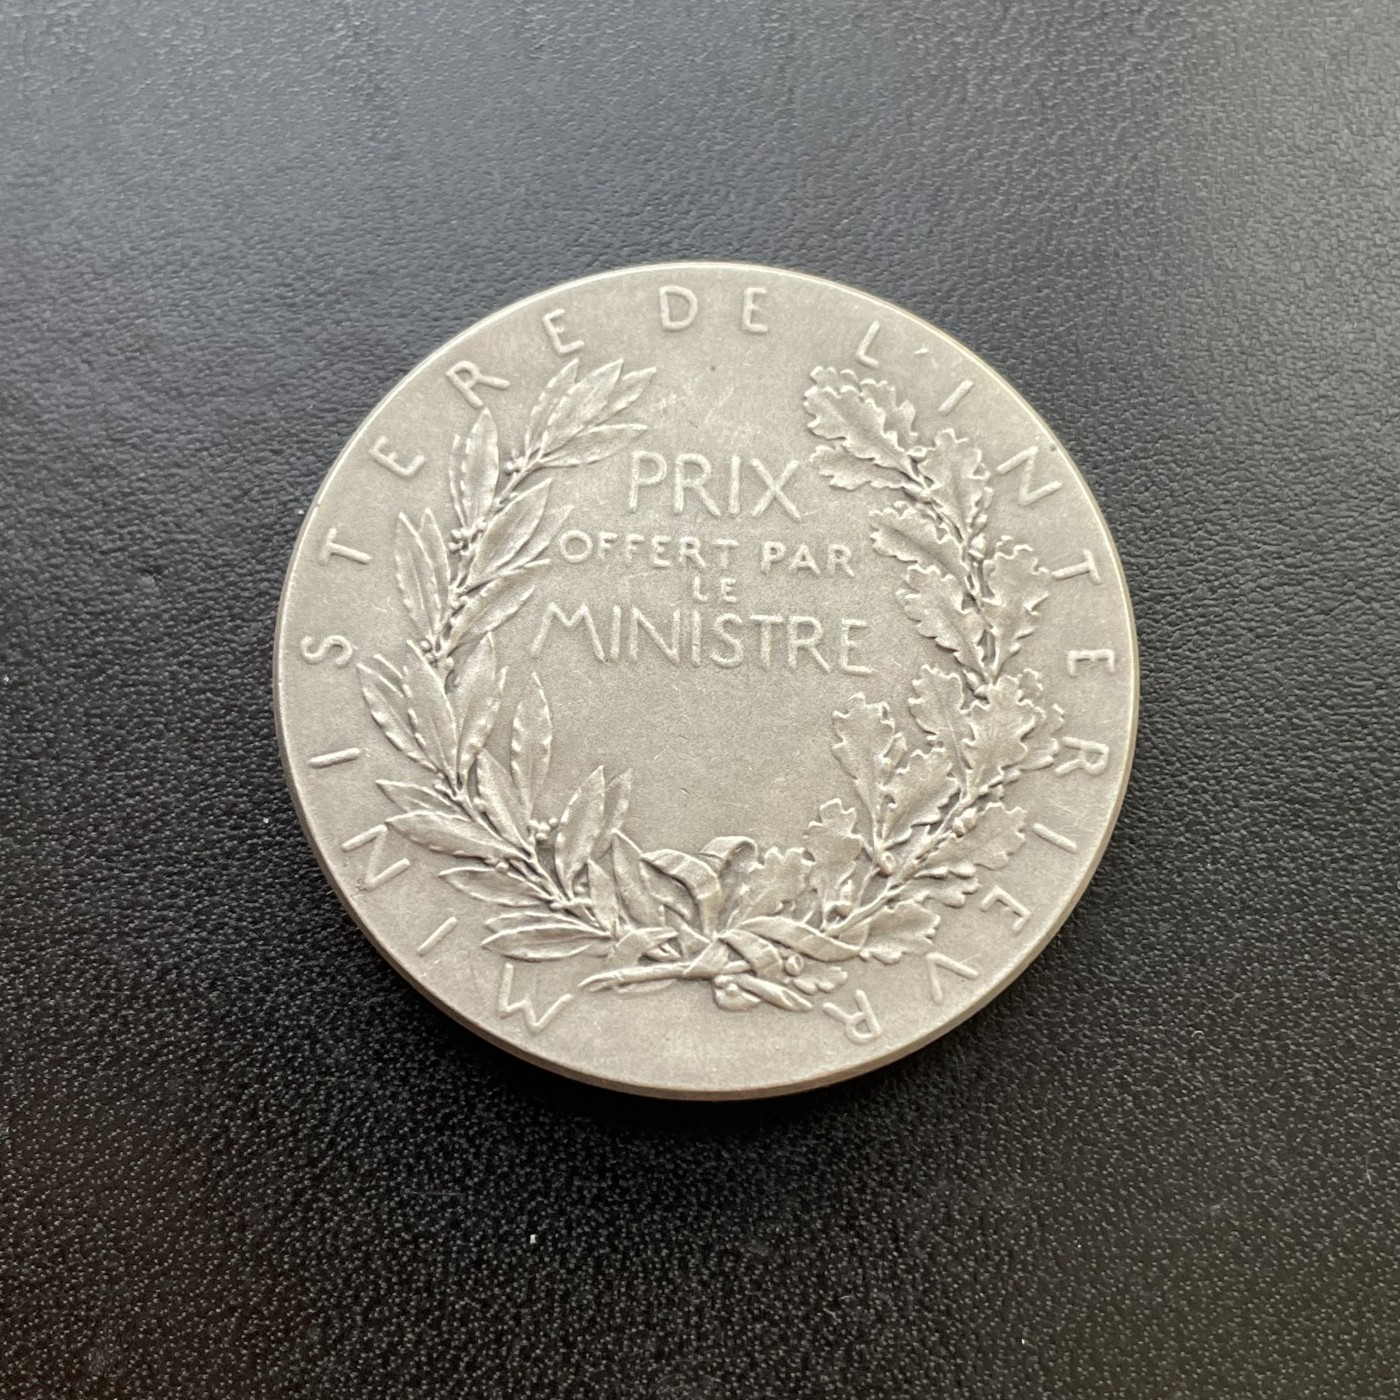 MINISTERE DE L'INTERIEVR
PRIX
OFFERT PAR
LE
MINISTRE